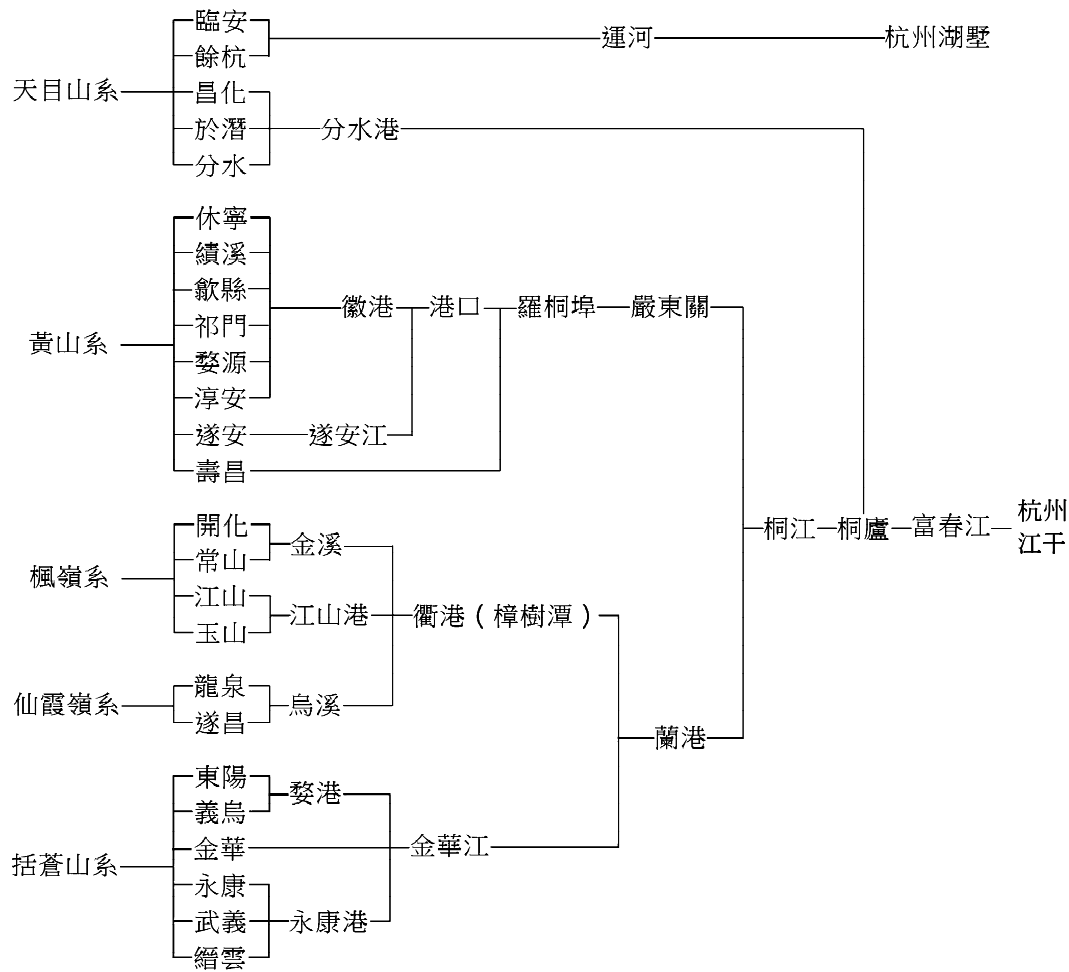 臨安
餘杭
運河
杭州湖墅
天目山系
昌化
於潛
分水港
分水
休寧
績溪
歙縣
徽港
港口
羅桐埠
嚴東關
祁門
黃山系
婺源
淳安
遂安
遂安江
壽昌
開化
常山
金溪
楓嶺系
江山
玉山
江山港
衢港（樟樹潭）
桐江
桐廬
富春江
杭州
江干
仙霞嶺系
龍泉
遂昌
烏溪
蘭港
東陽
義烏
婺港
金華
金華江
括蒼山系
永康
武義
永康港
縉雲